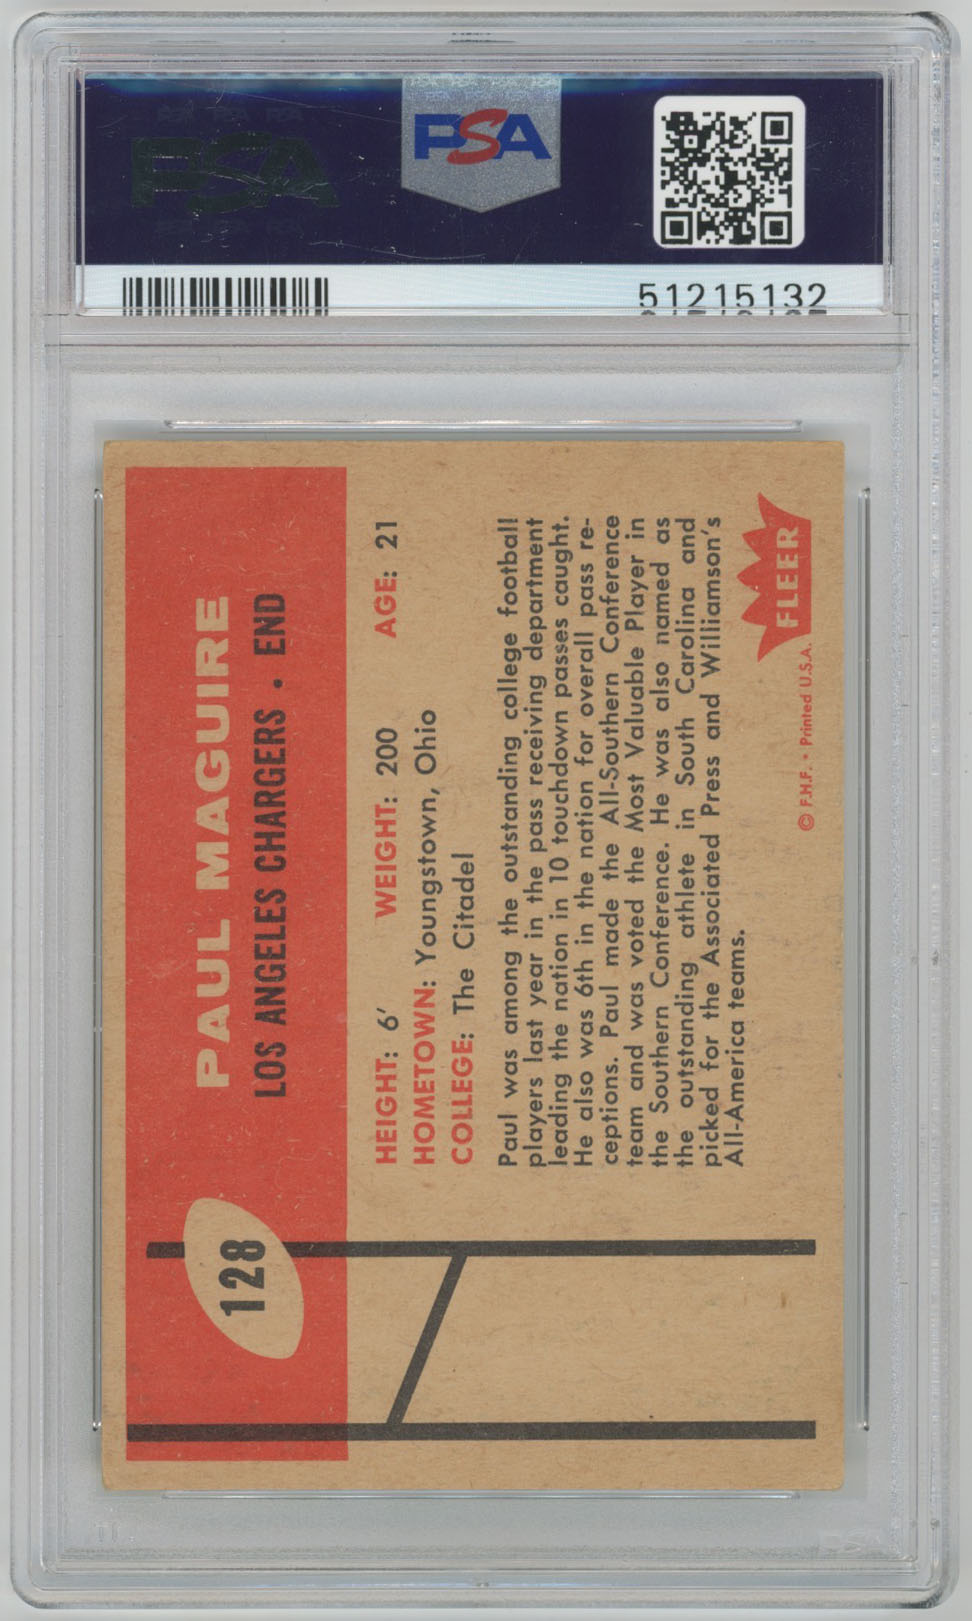 PSA
PSA PSA PSA
PSA
51215132
128
PAUL MAGUIRE
LOS ANGELES CHARGERS • END
HEIGHT: 6' WEIGHT: 200 AGE: 21
HOMETOWN: Youngstown, Ohio
COLLEGE: The Citadel
Paul was among the outstanding college football
players last year in the pass receiving department
leading the nation in 10 touchdown passes caught.
He also was 6th in the nation for overall pass re-
ceptions. Paul made the All-Southern Conference
team and was voted the Most Valuable Player in
the Southern Conference. He was also named as
the outstanding athlete in South Carolina and
picked for the Associated Press and Williamson's
All-America teams.
© F.H.F. • Printed U.S.A.
FLEER